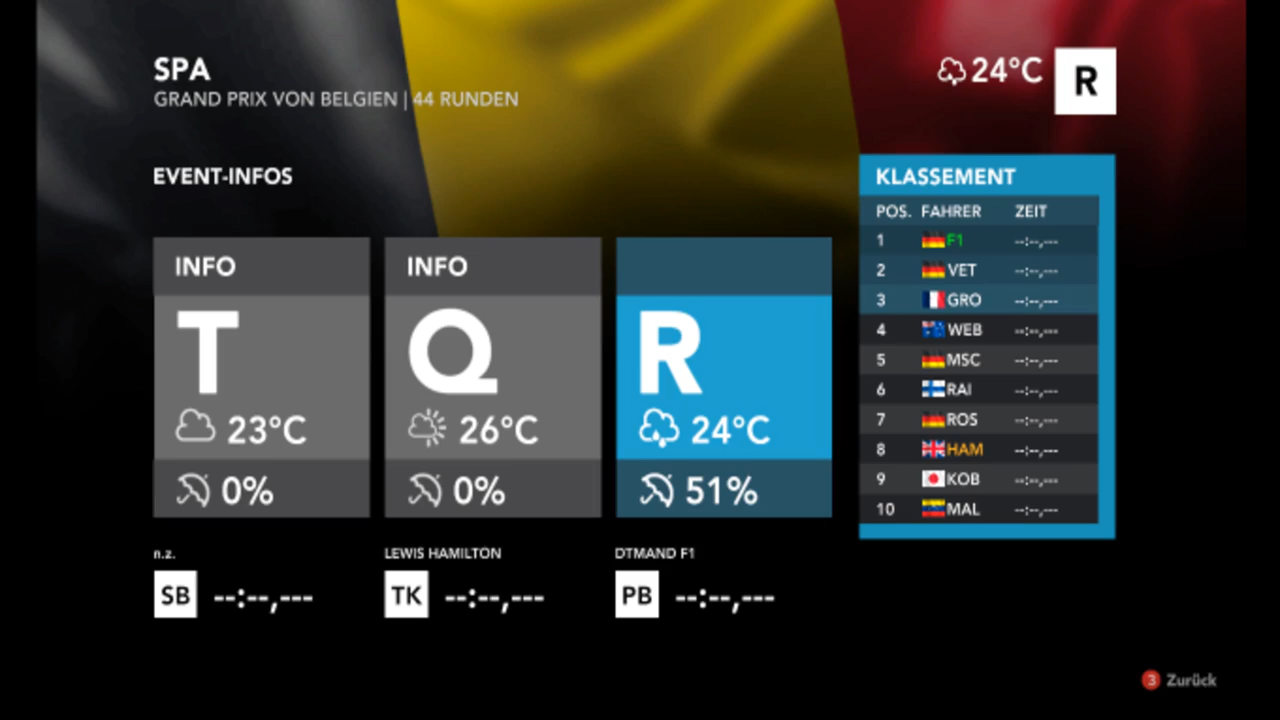 SPA
GRAND PRIX VON BELGIEN | 44 RUNDEN
24°C
R
EVENT-INFOS
INFO
T
23°C
0%
INFO
Q
26°C
0%
R
24°C
51%
KLASSEMENT
POS. FAHRER ZEIT
1 F1 --:--,---
2 VET --:--,---
3 GRO --:--,---
4 WEB --:--,---
5 MSC --:--,---
6 RAI --:--,---
7 ROS --:--,---
8 HAM --:--,---
9 KOB --:--,---
10 MAL --:--,---
n.z.
SB --:--,---
LEWIS HAMILTON
TK --:--,---
DTMAND F1
PB --:--,---
3 Zurück